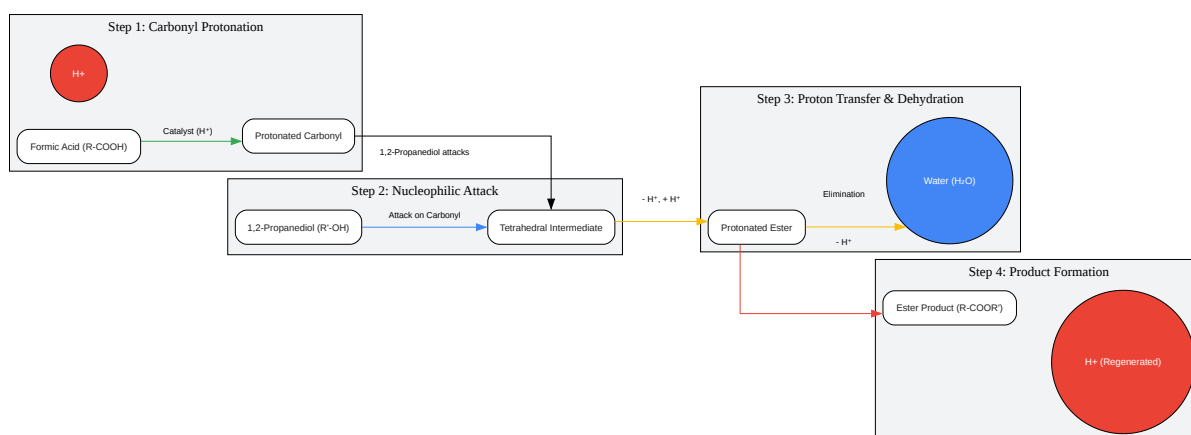 Step 1: Carbonyl Protonation
H+
Formic Acid (R-COOH)
Catalyst (H⁺)
Protonated Carbonyl
1,2-Propanediol attacks
Step 2: Nucleophilic Attack
1,2-Propanediol (R'-OH)
Attack on Carbonyl
Tetrahedral Intermediate
- H⁺, + H⁺
Step 3: Proton Transfer & Dehydration
Protonated Ester
Elimination
- H⁺
Water (H₂O)
Step 4: Product Formation
Ester Product (R-COOR')
H+ (Regenerated)